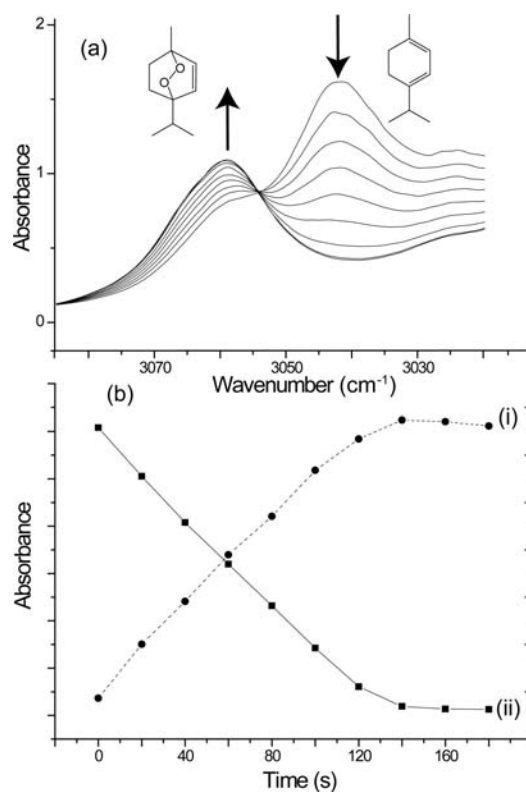 (a)
O
O
2
1
0
Absorbance
3070
3050
3030
Wavenumber (cm-1)
(b)
(i)
(ii)
Absorbance
0
40
80
120
160
Time (s)